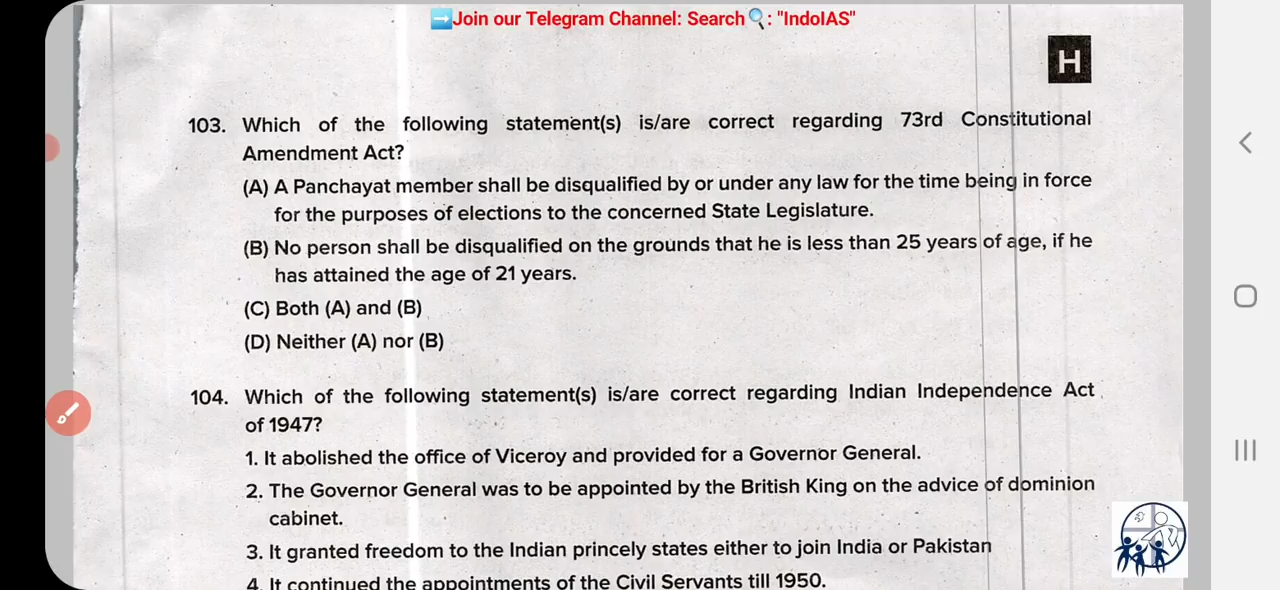 ➡Join our Telegram Channel: Search🔍: "IndoIAS"
H
103. Which of the following statement(s) is/are correct regarding 73rd Constitutional
Amendment Act?
(A) A Panchayat member shall be disqualified by or under any law for the time being in force
for the purposes of elections to the concerned State Legislature.
(B) No person shall be disqualified on the grounds that he is less than 25 years of age, if he
has attained the age of 21 years.
(C) Both (A) and (B)
(D) Neither (A) nor (B)
104. Which of the following statement(s) is/are correct regarding Indian Independence Act
of 1947?
1. It abolished the office of Viceroy and provided for a Governor General.
2. The Governor General was to be appointed by the British King on the advice of dominion
cabinet.
3. It granted freedom to the Indian princely states either to join India or Pakistan
4. It continued the appointments of the Civil Servants till 1950.